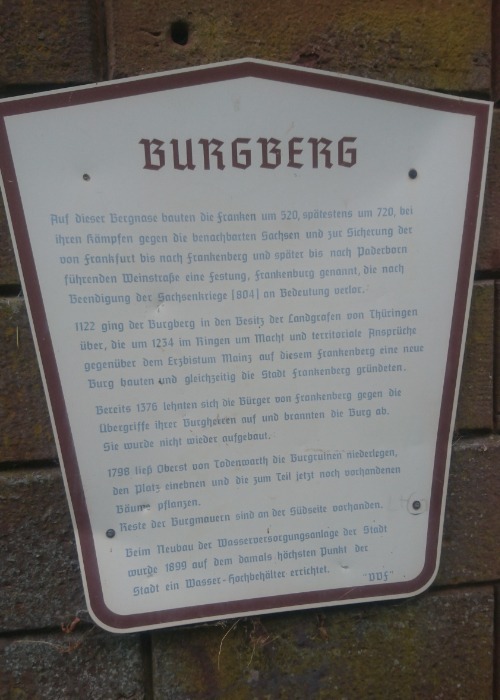 BURGBERG
Auf dieser Bergnase bauten die Franken um 520, spätestens um 720, bei
ihren Kämpfen gegen die benachbarten Sachsen und zur Sicherung der
von Frankfurt bis nach Frankenberg und später bis nach Paderborn
führenden Weinstraße eine Festung, Frankenburg genannt, die nach
Beendigung der Sachsenkriege (804) an Bedeutung verlor.
1122 ging der Burgberg in den Besitz der Landgrafen von Thüringen
über, die um 1234 im Ringen um Macht und territoriale Ansprüche
gegenüber dem Erzbistum Mainz auf diesem Frankenberg eine neue
Burg bauten und gleichzeitig die Stadt Frankenberg gründeten.
Bereits 1376 lehnten sich die Bürger von Frankenberg gegen die
Übergriffe ihrer Burgherren auf und brannten die Burg ab.
Sie wurde nicht wieder aufgebaut.
1798 ließ Oberst von Todenwarth die Burgruinen niederlegen,
den Platz einebnen und die zum Teil jetzt noch vorhandenen
Bäume pflanzen.
Reste der Burgmauern sind an der Südseite vorhanden.
Beim Neubau der Wasserversorgungsanlage der Stadt
wurde 1899 auf dem damals höchsten Punkt der
Stadt ein Wasser-Hochbehälter errichtet. "VVF"